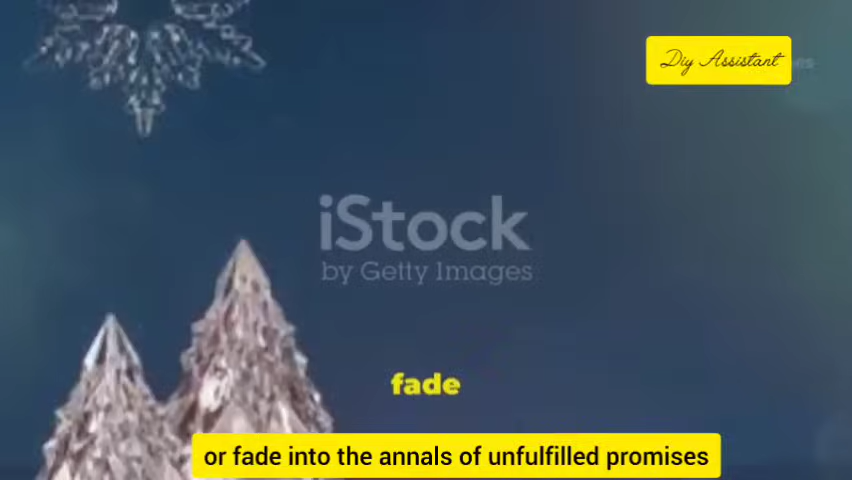 Diy Assistant
iStock
by Getty Images
fade
or fade into the annals of unfulfilled promises